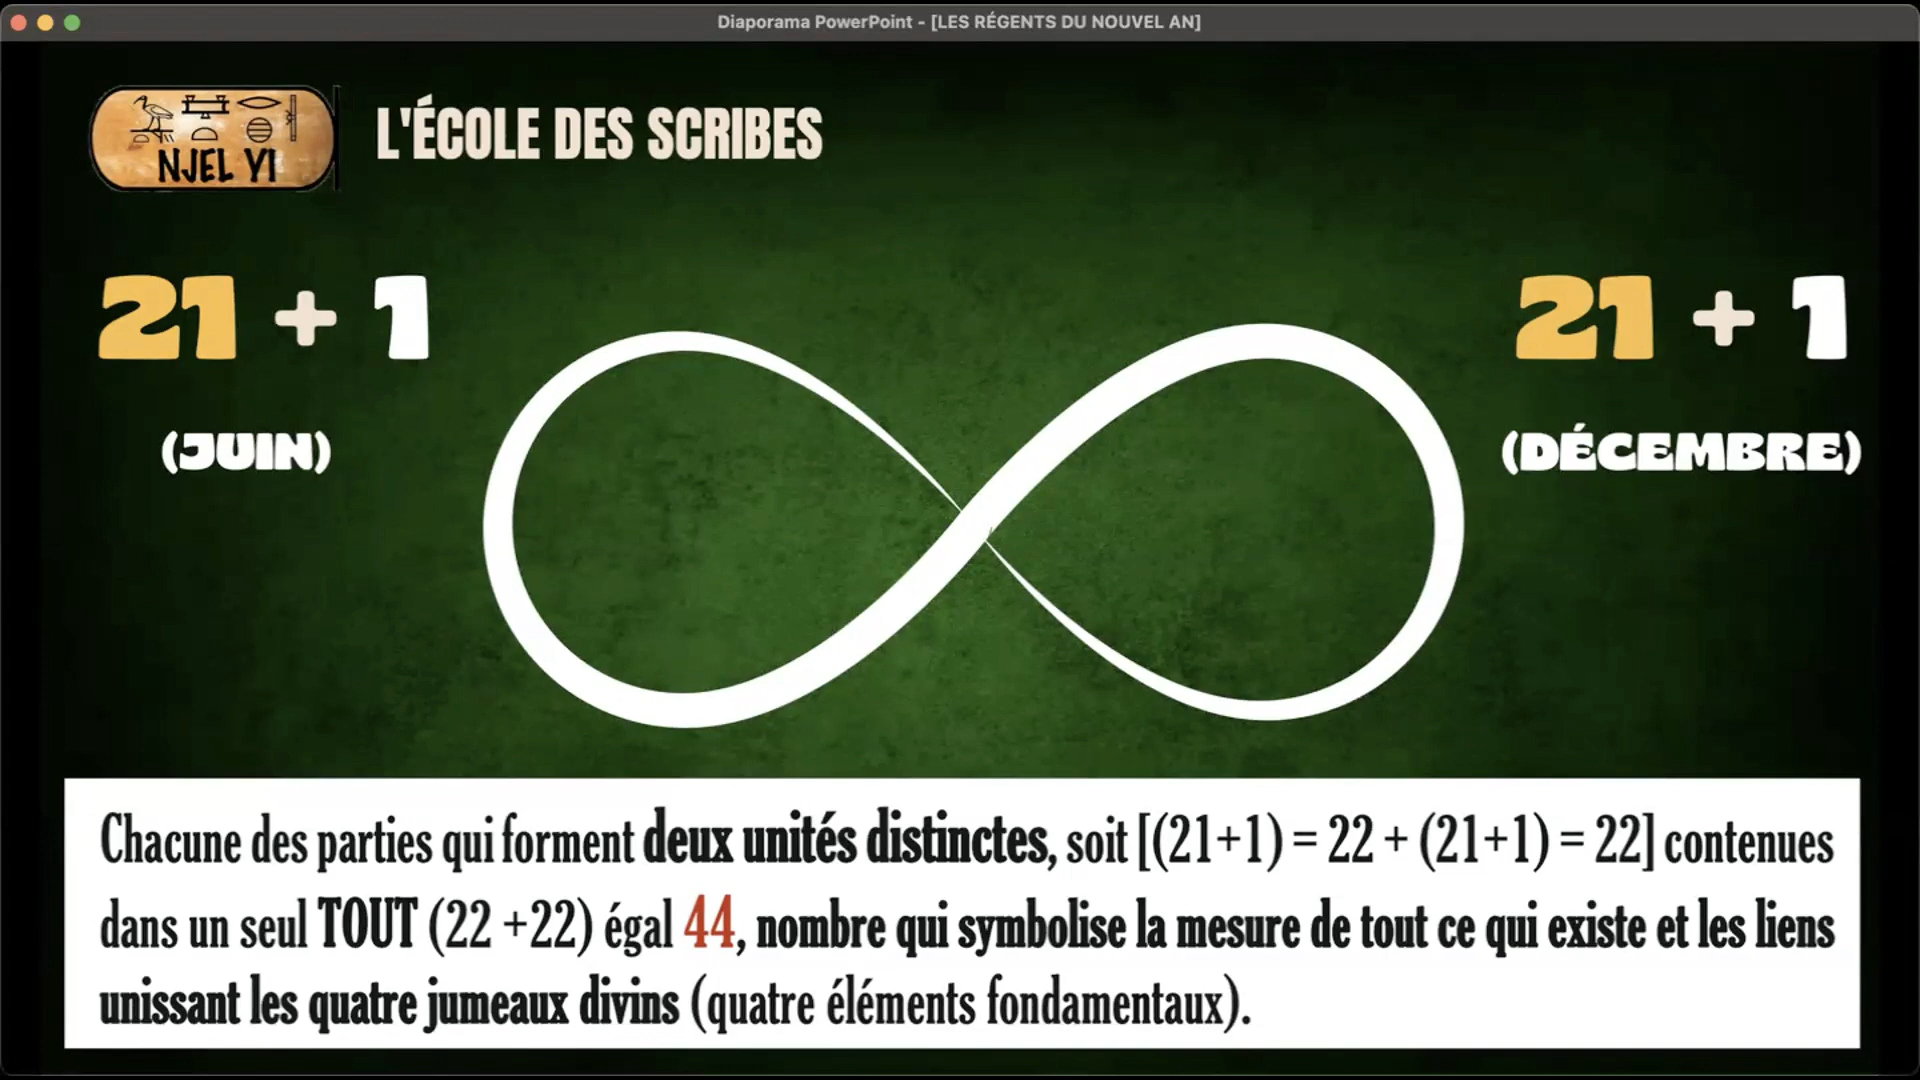 Diaporama PowerPoint - [LES RÉGENTS DU NOUVEL AN]
NJEL YI
L'ÉCOLE DES SCRIBES
21 + 1
(JUIN)
21 + 1
(DÉCEMBRE)
Chacune des parties qui forment deux unités distinctes, soit [(21+1) = 22 + (21+1) = 22] contenues
dans un seul TOUT (22 +22) égal 44, nombre qui symbolise la mesure de tout ce qui existe et les liens
unissant les quatre jumeaux divins (quatre éléments fondamentaux).